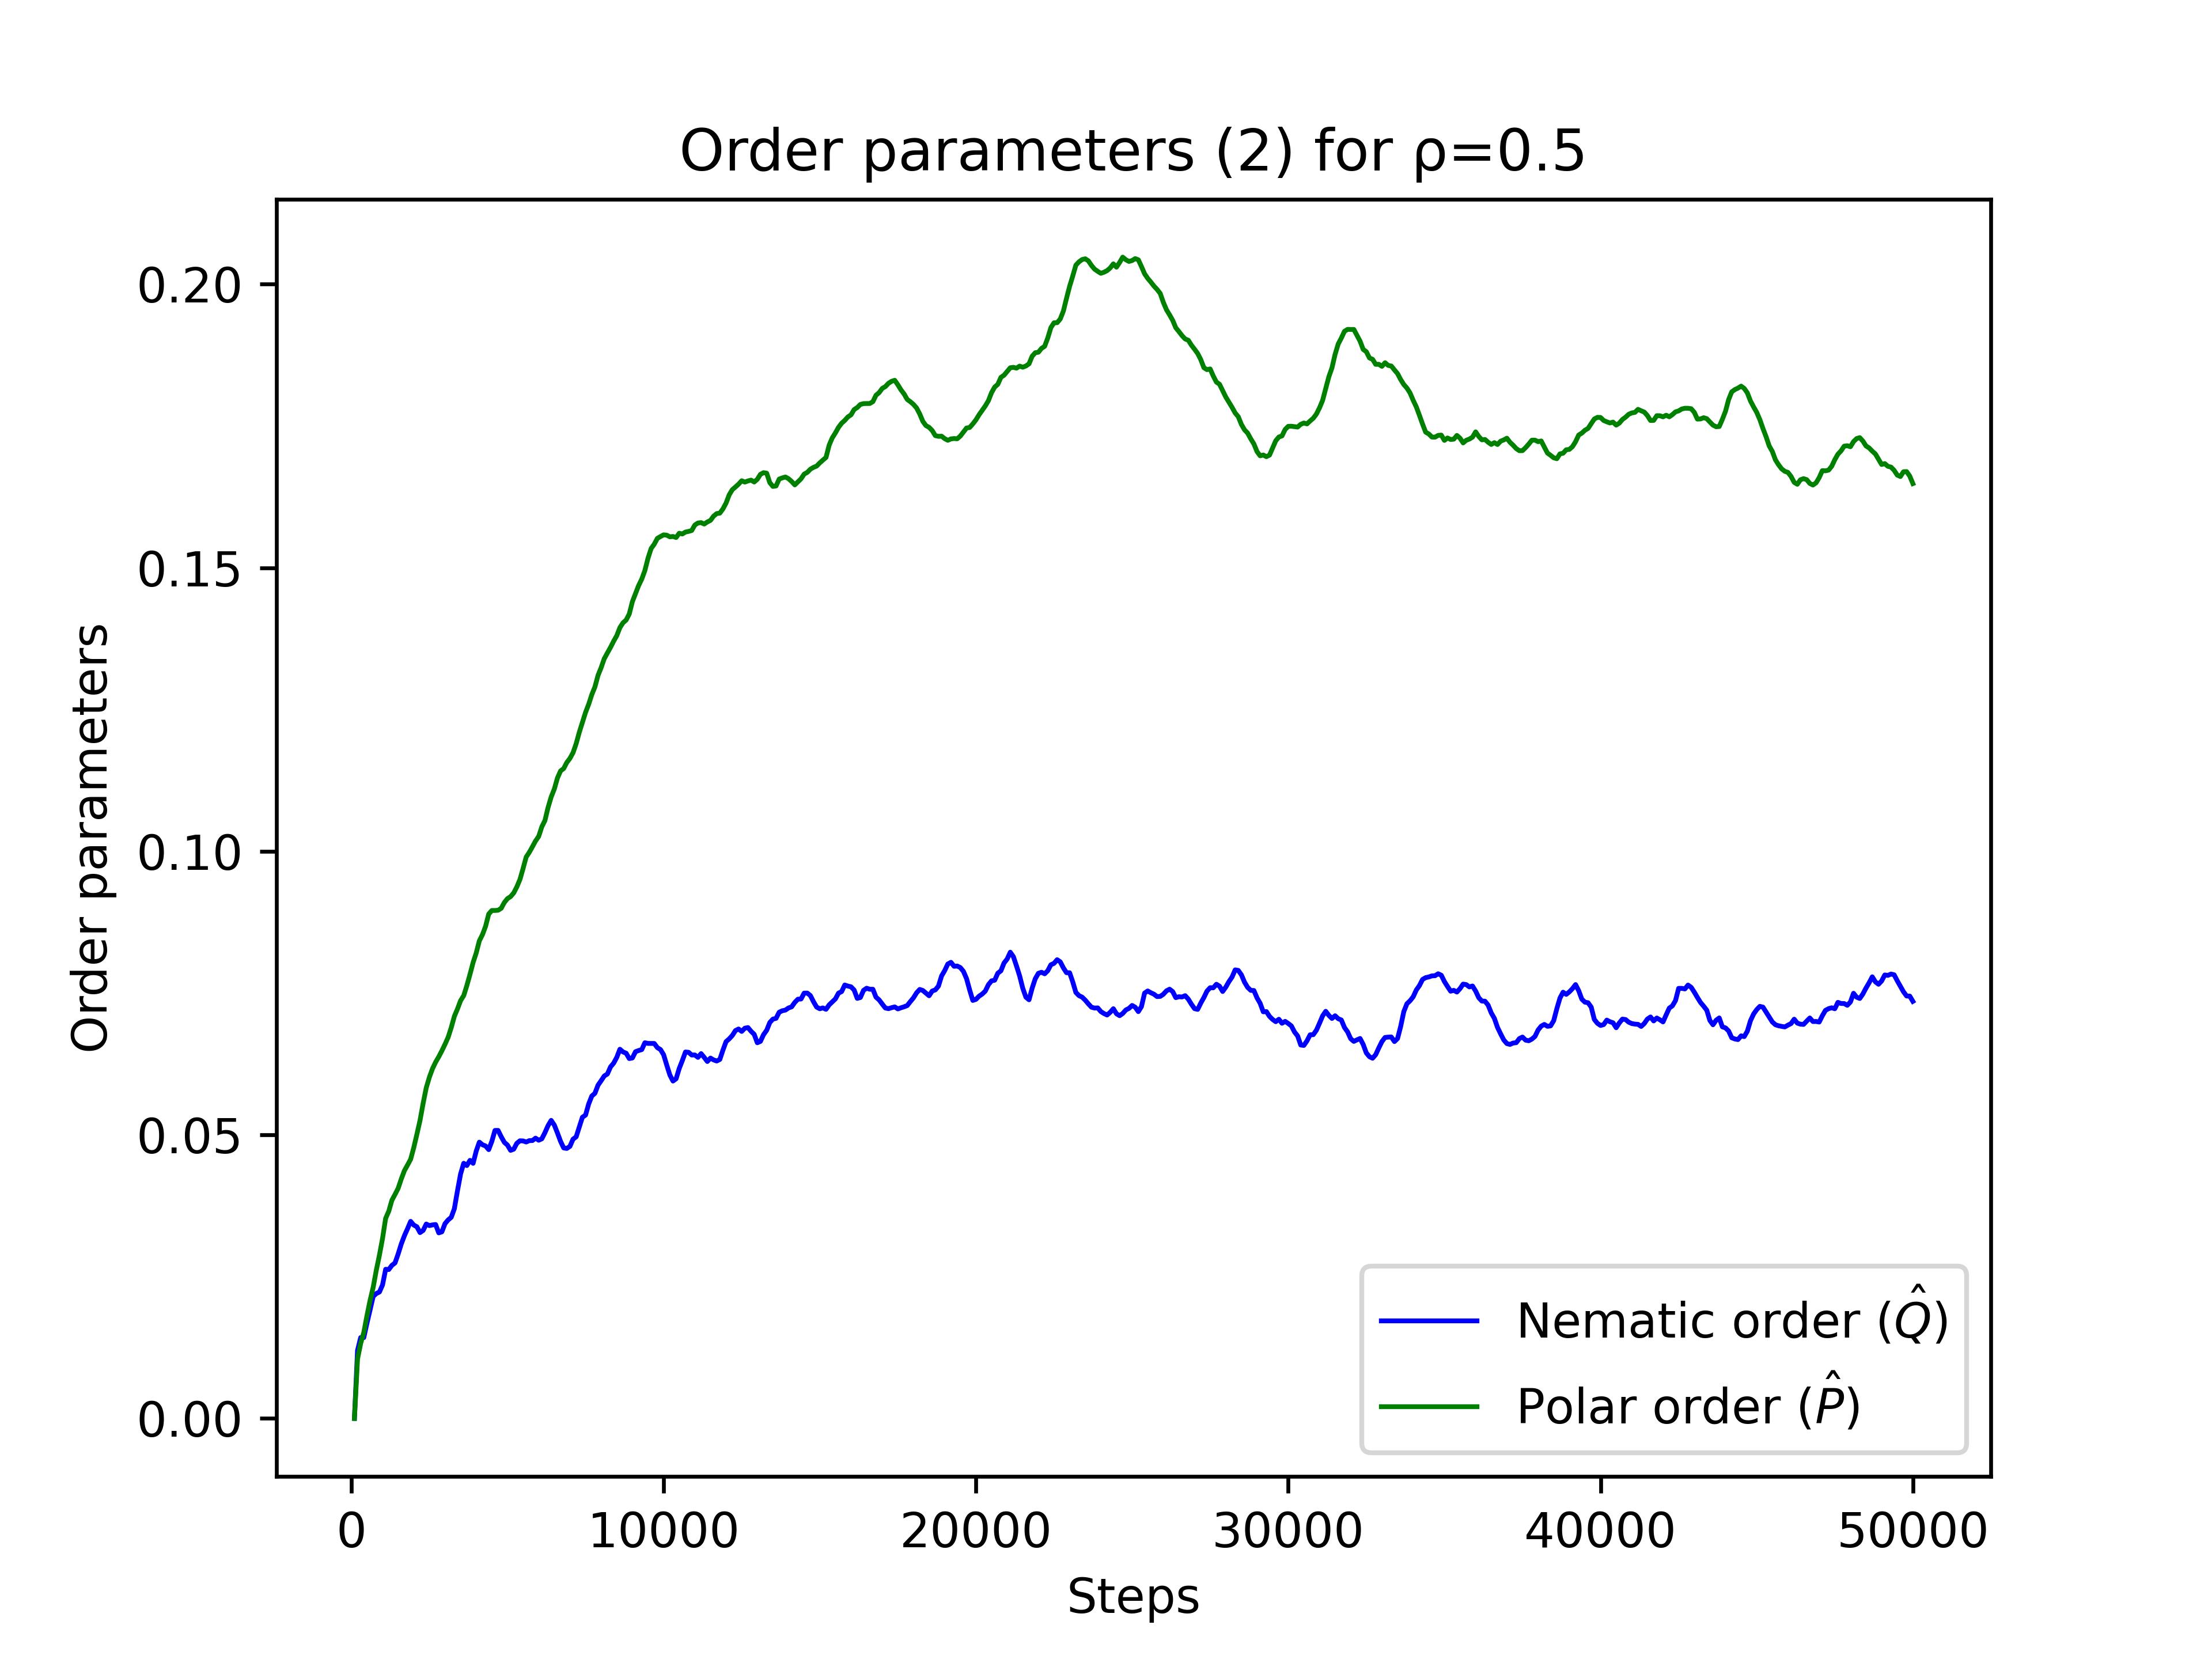 Order parameters (2) for ρ=0.5
Order parameters
0.20
0.15
0.10
0.05
0.00
Nematic order (Q̂)
Polar order (P̂)
0 10000 20000 30000 40000 50000
Steps